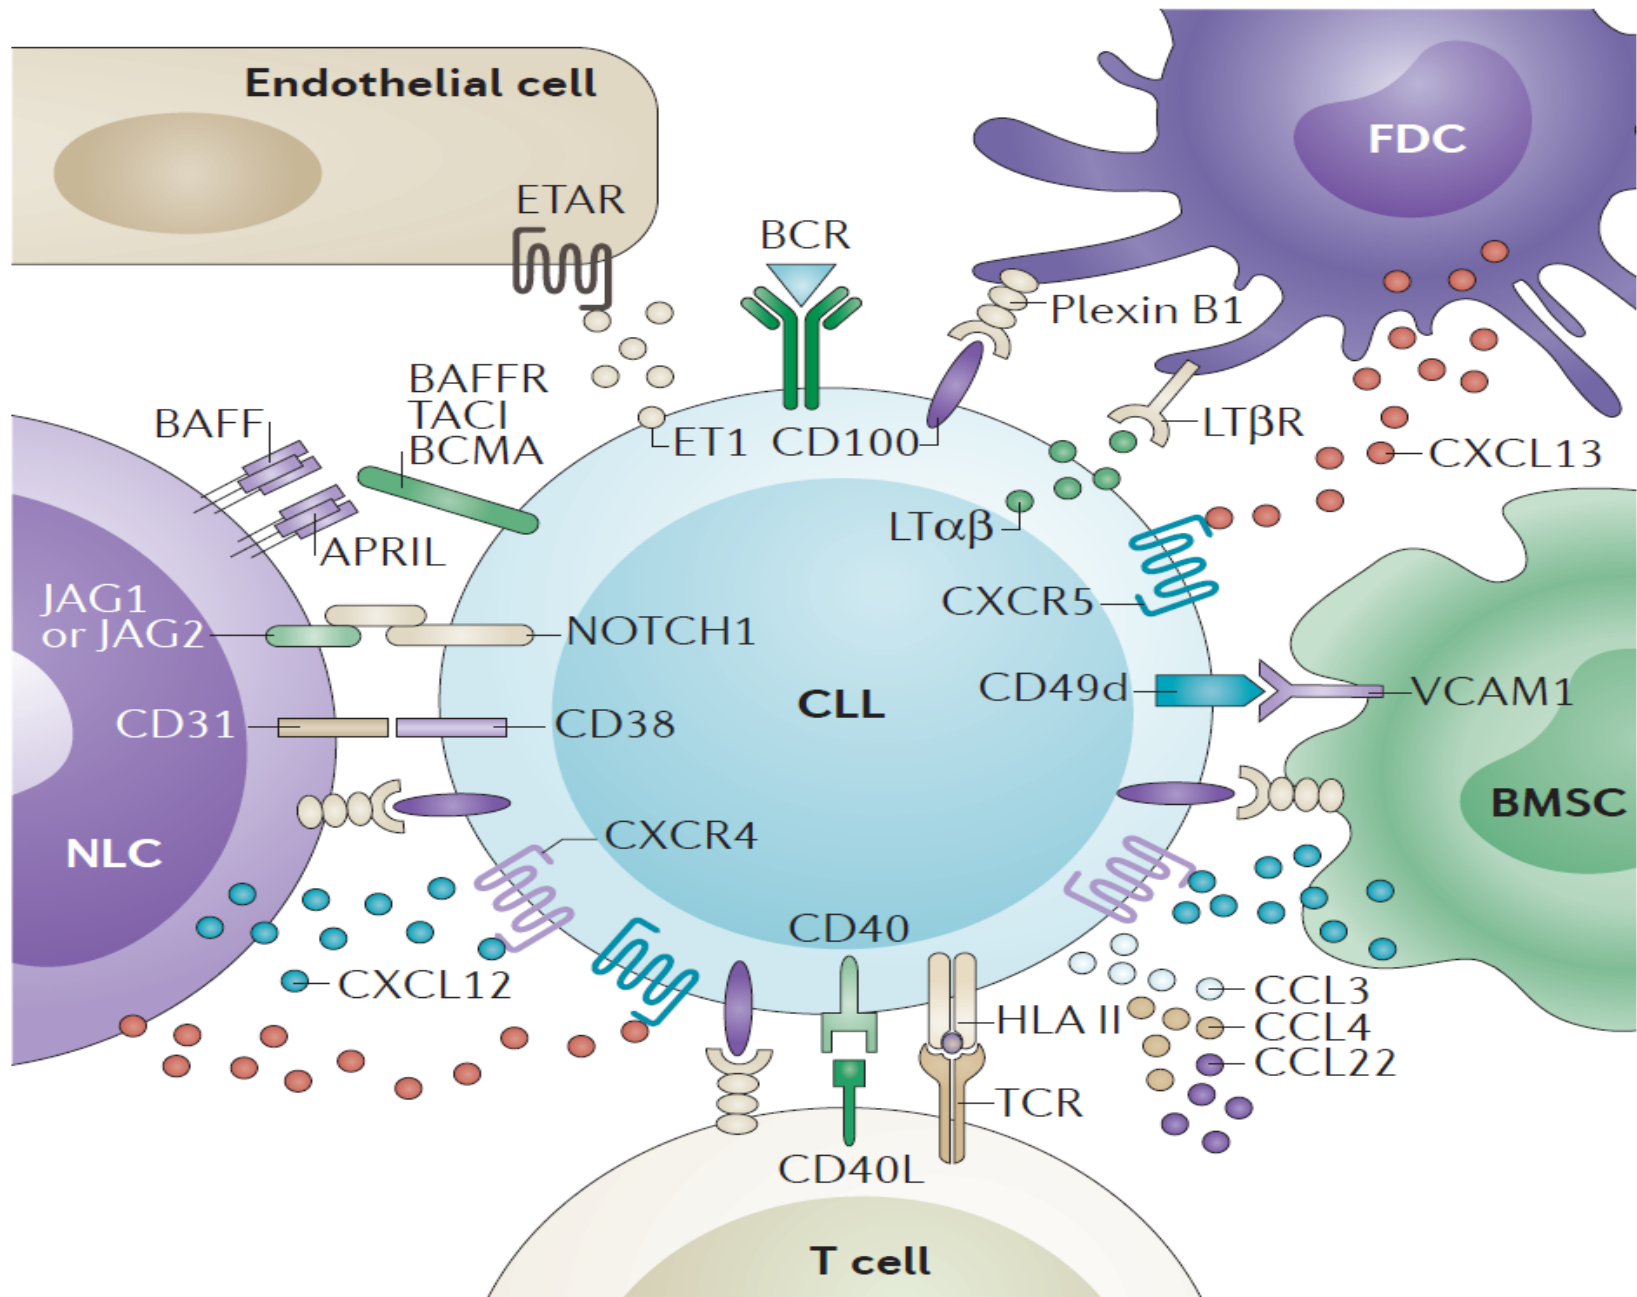 Endothelial cell
FDC
ETAR
BCR
Plexin B1
BAFFR
TACI
BCMA
BAFF
ET1
CD100
LTβR
CXCL13
LTαβ
APRIL
JAG1
or JAG2
NOTCH1
CXCR5
CD49d
VCAM1
CLL
CD31
CD38
BMSC
NLC
CXCR4
CD40
CXCL12
CCL3
HLA II
CCL4
CCL22
TCR
CD40L
T cell